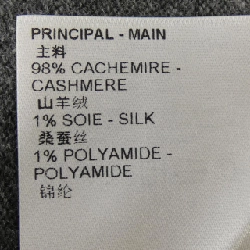 PRINCIPAL - MAIN
主料
98% CACHEMIRE -
CASHMERE
山羊绒
1% SOIE - SILK
桑蚕丝
1% POLYAMIDE -
POLYAMIDE
锦纶